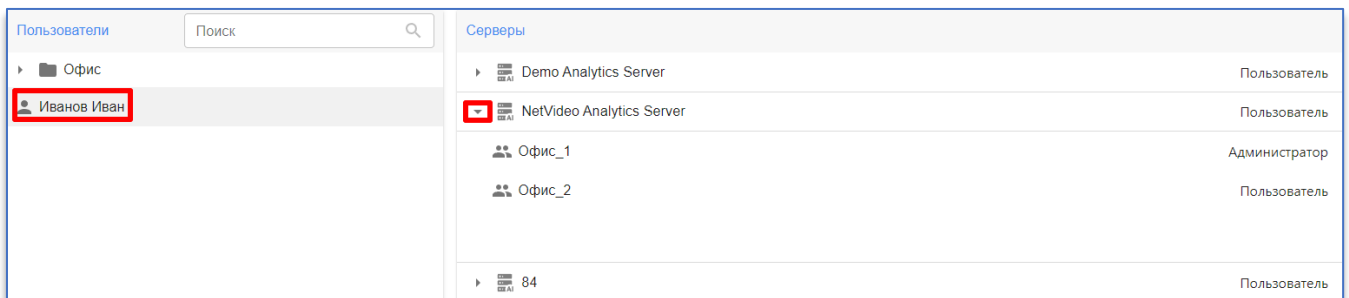 Пользователи
Поиск
Офис
Иванов Иван
Серверы
Demo Analytics Server Пользователь
NetVideo Analytics Server Пользователь
Офис_1 Администратор
Офис_2 Пользователь
84 Пользователь